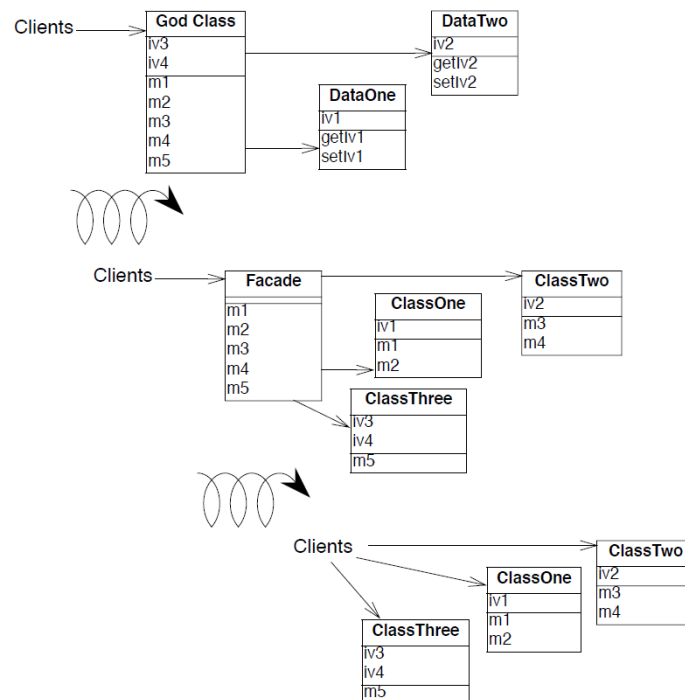 Clients
God Class
iv3
iv4
m1
m2
m3
m4
m5
DataTwo
iv2
getIv2
setIv2
DataOne
iv1
getIv1
setIv1
Clients
Facade
m1
m2
m3
m4
m5
ClassTwo
iv2
m3
m4
ClassOne
iv1
m1
m2
ClassThree
iv3
iv4
m5
Clients
ClassTwo
iv2
m3
m4
ClassOne
iv1
m1
m2
ClassThree
iv3
iv4
m5